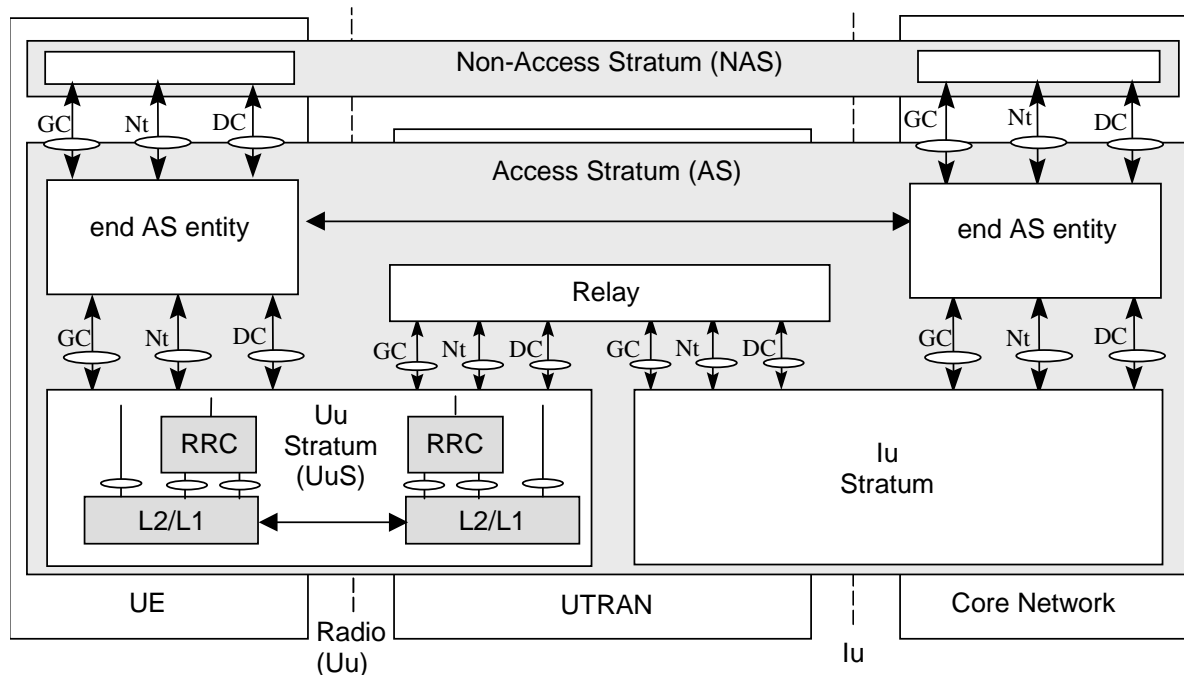 Non-Access Stratum (NAS)
GC Nt DC GC Nt DC
Access Stratum (AS)
end AS entity
end AS entity
Relay
GC Nt DC GC Nt DC GC Nt DC GC Nt DC
Uu
Stratum
(UuS)
RRC
RRC
L2/L1
L2/L1
Iu
Stratum
UE
UTRAN
Core Network
Radio
(Uu)
Iu